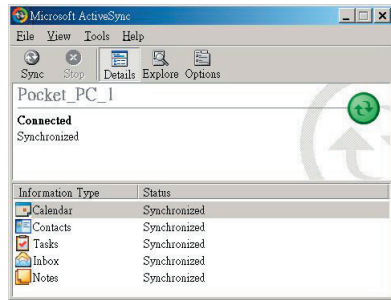 Microsoft ActiveSync
File View Tools Help
Sync Stop Details Explore Options
Pocket_PC_1
Connected
Synchronized
Information Type Status
Calendar Synchronized
Contacts Synchronized
Tasks Synchronized
Inbox Synchronized
Notes Synchronized